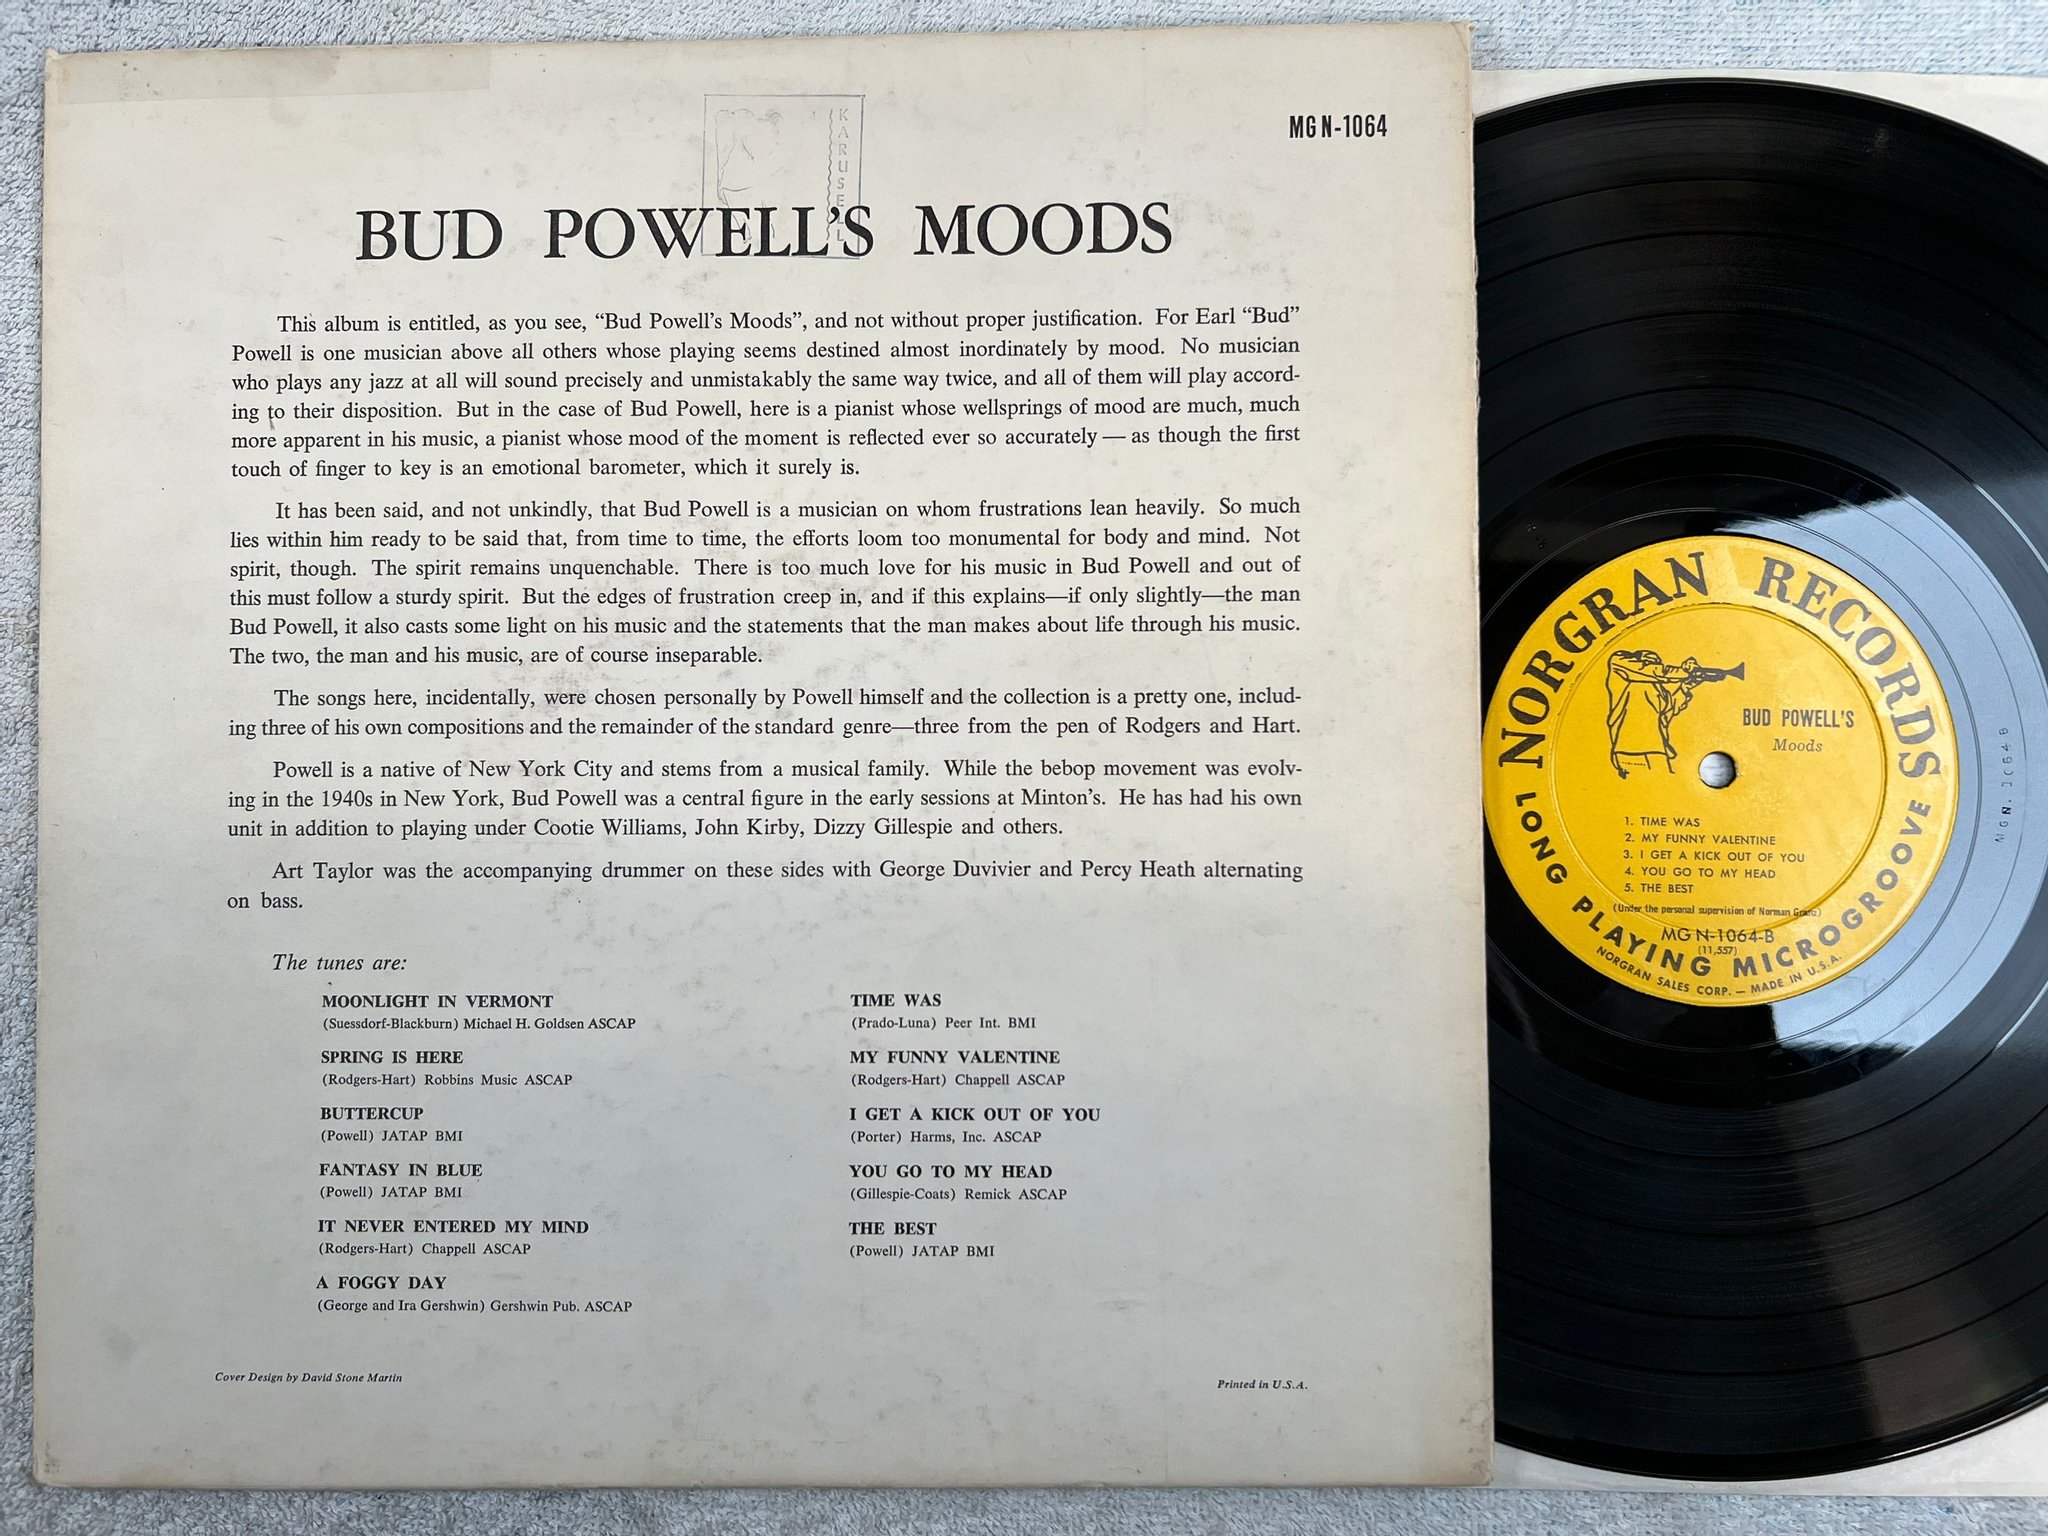 KARUSELL
MG N-1064
BUD POWELL'S MOODS
This album is entitled, as you see, “Bud Powell's Moods”, and not without proper justification. For Earl “Bud”
Powell is one musician above all others whose playing seems destined almost inordinately by mood. No musician
who plays any jazz at all will sound precisely and unmistakably the same way twice, and all of them will play accord-
ing to their disposition. But in the case of Bud Powell, here is a pianist whose wellsprings of mood are much, much
more apparent in his music, a pianist whose mood of the moment is reflected ever so accurately — as though the first
touch of finger to key is an emotional barometer, which it surely is.
It has been said, and not unkindly, that Bud Powell is a musician on whom frustrations lean heavily. So much
lies within him ready to be said that, from time to time, the efforts loom too monumental for body and mind. Not
spirit, though. The spirit remains unquenchable. There is too much love for his music in Bud Powell and out of
this must follow a sturdy spirit. But the edges of frustration creep in, and if this explains—if only slightly—the man
Bud Powell, it also casts some light on his music and the statements that the man makes about life through his music.
The two, the man and his music, are of course inseparable.
The songs here, incidentally, were chosen personally by Powell himself and the collection is a pretty one, includ-
ing three of his own compositions and the remainder of the standard genre—three from the pen of Rodgers and Hart.
Powell is a native of New York City and stems from a musical family. While the bebop movement was evolv-
ing in the 1940s in New York, Bud Powell was a central figure in the early sessions at Minton's. He has had his own
unit in addition to playing under Cootie Williams, John Kirby, Dizzy Gillespie and others.
Art Taylor was the accompanying drummer on these sides with George Duvivier and Percy Heath alternating
on bass.
The tunes are:
MOONLIGHT IN VERMONT
(Suessdorf-Blackburn) Michael H. Goldsen ASCAP
SPRING IS HERE
(Rodgers-Hart) Robbins Music ASCAP
BUTTERCUP
(Powell) JATAP BMI
FANTASY IN BLUE
(Powell) JATAP BMI
IT NEVER ENTERED MY MIND
(Rodgers-Hart) Chappell ASCAP
A FOGGY DAY
(George and Ira Gershwin) Gershwin Pub. ASCAP
TIME WAS
(Prado-Luna) Peer Int. BMI
MY FUNNY VALENTINE
(Rodgers-Hart) Chappell ASCAP
I GET A KICK OUT OF YOU
(Porter) Harms, Inc. ASCAP
YOU GO TO MY HEAD
(Gillespie-Coats) Remick ASCAP
THE BEST
(Powell) JATAP BMI
Cover Design by David Stone Martin
Printed in U.S.A.
NORGRAN RECORDS
BUD POWELL'S
Moods
1. TIME WAS
2. MY FUNNY VALENTINE
3. I GET A KICK OUT OF YOU
4. YOU GO TO MY HEAD
5. THE BEST
(Under the personal supervision of Norman Granz)
MG N-1064-B
(11,557)
LONG PLAYING MICROGROOVE
NORGRAN SALES CORP. — MADE IN U.S.A.
MGN. 1064 B